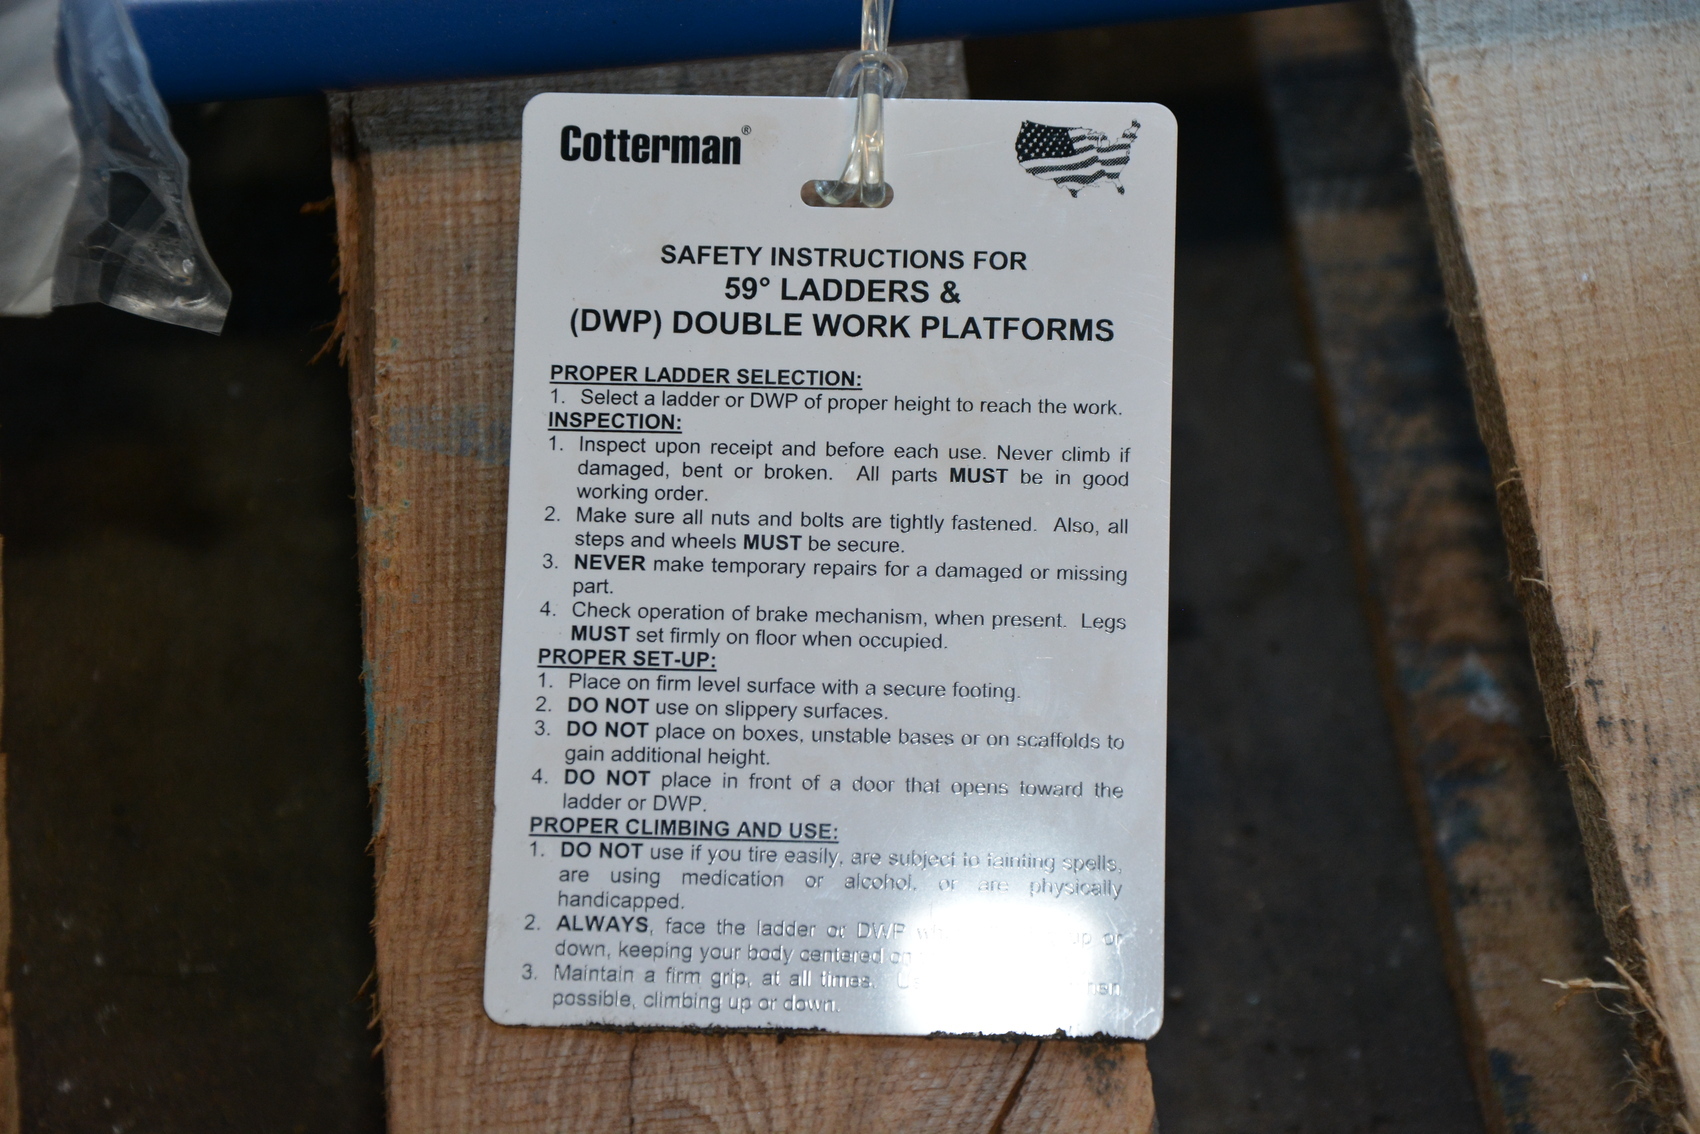 Cotterman®
SAFETY INSTRUCTIONS FOR
59° LADDERS &
(DWP) DOUBLE WORK PLATFORMS
PROPER LADDER SELECTION:
1. Select a ladder or DWP of proper height to reach the work.
INSPECTION:
1. Inspect upon receipt and before each use. Never climb if
damaged, bent or broken. All parts MUST be in good
working order.
2. Make sure all nuts and bolts are tightly fastened. Also, all
steps and wheels MUST be secure.
3. NEVER make temporary repairs for a damaged or missing
part.
4. Check operation of brake mechanism, when present. Legs
MUST set firmly on floor when occupied.
PROPER SET-UP:
1. Place on firm level surface with a secure footing.
2. DO NOT use on slippery surfaces.
3. DO NOT place on boxes, unstable bases or on scaffolds to
gain additional height.
4. DO NOT place in front of a door that opens toward the
ladder or DWP.
PROPER CLIMBING AND USE:
1. DO NOT use if you tire easily, are subject to fainting spells,
are using medication or alcohol, or are physically
handicapped.
2. ALWAYS, face the ladder or DWP up or
down, keeping your body centered on
3. Maintain a firm grip, at all times.
possible, climbing up or down.